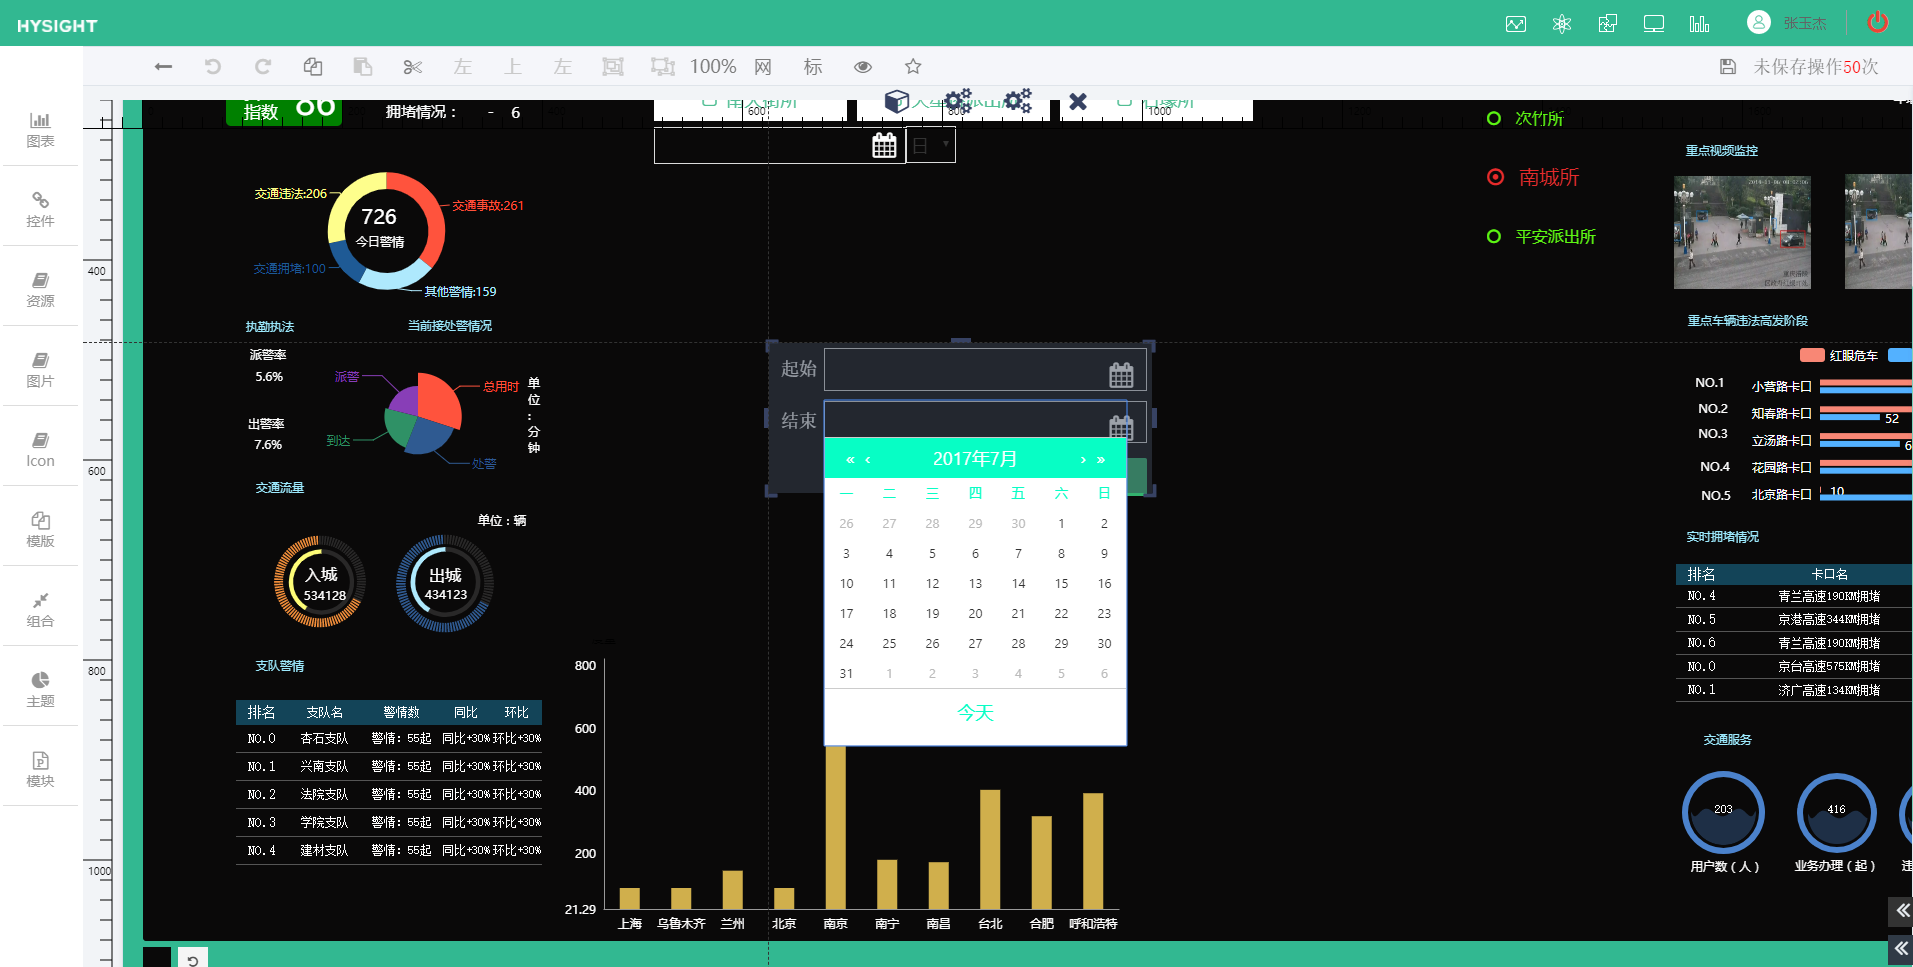 HYSIGHT
张玉杰
左
上
左
100%
网
标
未保存操作50次
图表
控件
资源
图片
Icon
模版
组合
主题
模块
400
600
800
1000
600
800
1000
指数
86
拥堵情况：
- 6
日
次竹所
南城所
平安派出所
重点视频监控
交通违法:206
交通事故:261
726
今日警情
交通拥堵:100
其他警情:159
执勤执法
当前接处警情况
派警率
5.6%
出警率
7.6%
派警
总用时
到达
处警
单位：分钟
交通流量
单位：辆
入城
534128
出城
434123
支队警情
排名 支队名 警情数 同比 环比
NO.0 杏石支队 警情：55起 同比+30% 环比+30%
NO.1 兴南支队 警情：55起 同比+30% 环比+30%
NO.2 法院支队 警情：55起 同比+30% 环比+30%
NO.3 学院支队 警情：55起 同比+30% 环比+30%
NO.4 建材支队 警情：55起 同比+30% 环比+30%
起始
结束
« ‹ 2017年7月 › »
一 二 三 四 五 六 日
26 27 28 29 30 1 2
3 4 5 6 7 8 9
10 11 12 13 14 15 16
17 18 19 20 21 22 23
24 25 26 27 28 29 30
31 1 2 3 4 5 6
今天
800
600
400
200
21.29
上海 乌鲁木齐 兰州 北京 南京 南宁 南昌 台北 合肥 呼和浩特
重点车辆违法高发阶段
红眼危车
NO.1 小营路卡口
NO.2 知春路卡口 52
NO.3 立汤路卡口 6
NO.4 花园路卡口
NO.5 北京路卡口 10
实时拥堵情况
排名 卡口名
NO.4 青兰高速190KM拥堵
NO.5 京港高速344KM拥堵
NO.6 青兰高速190KM拥堵
NO.0 京台高速575KM拥堵
NO.1 济广高速134KM拥堵
交通服务
203
用户数（人）
416
业务办理（起）
违